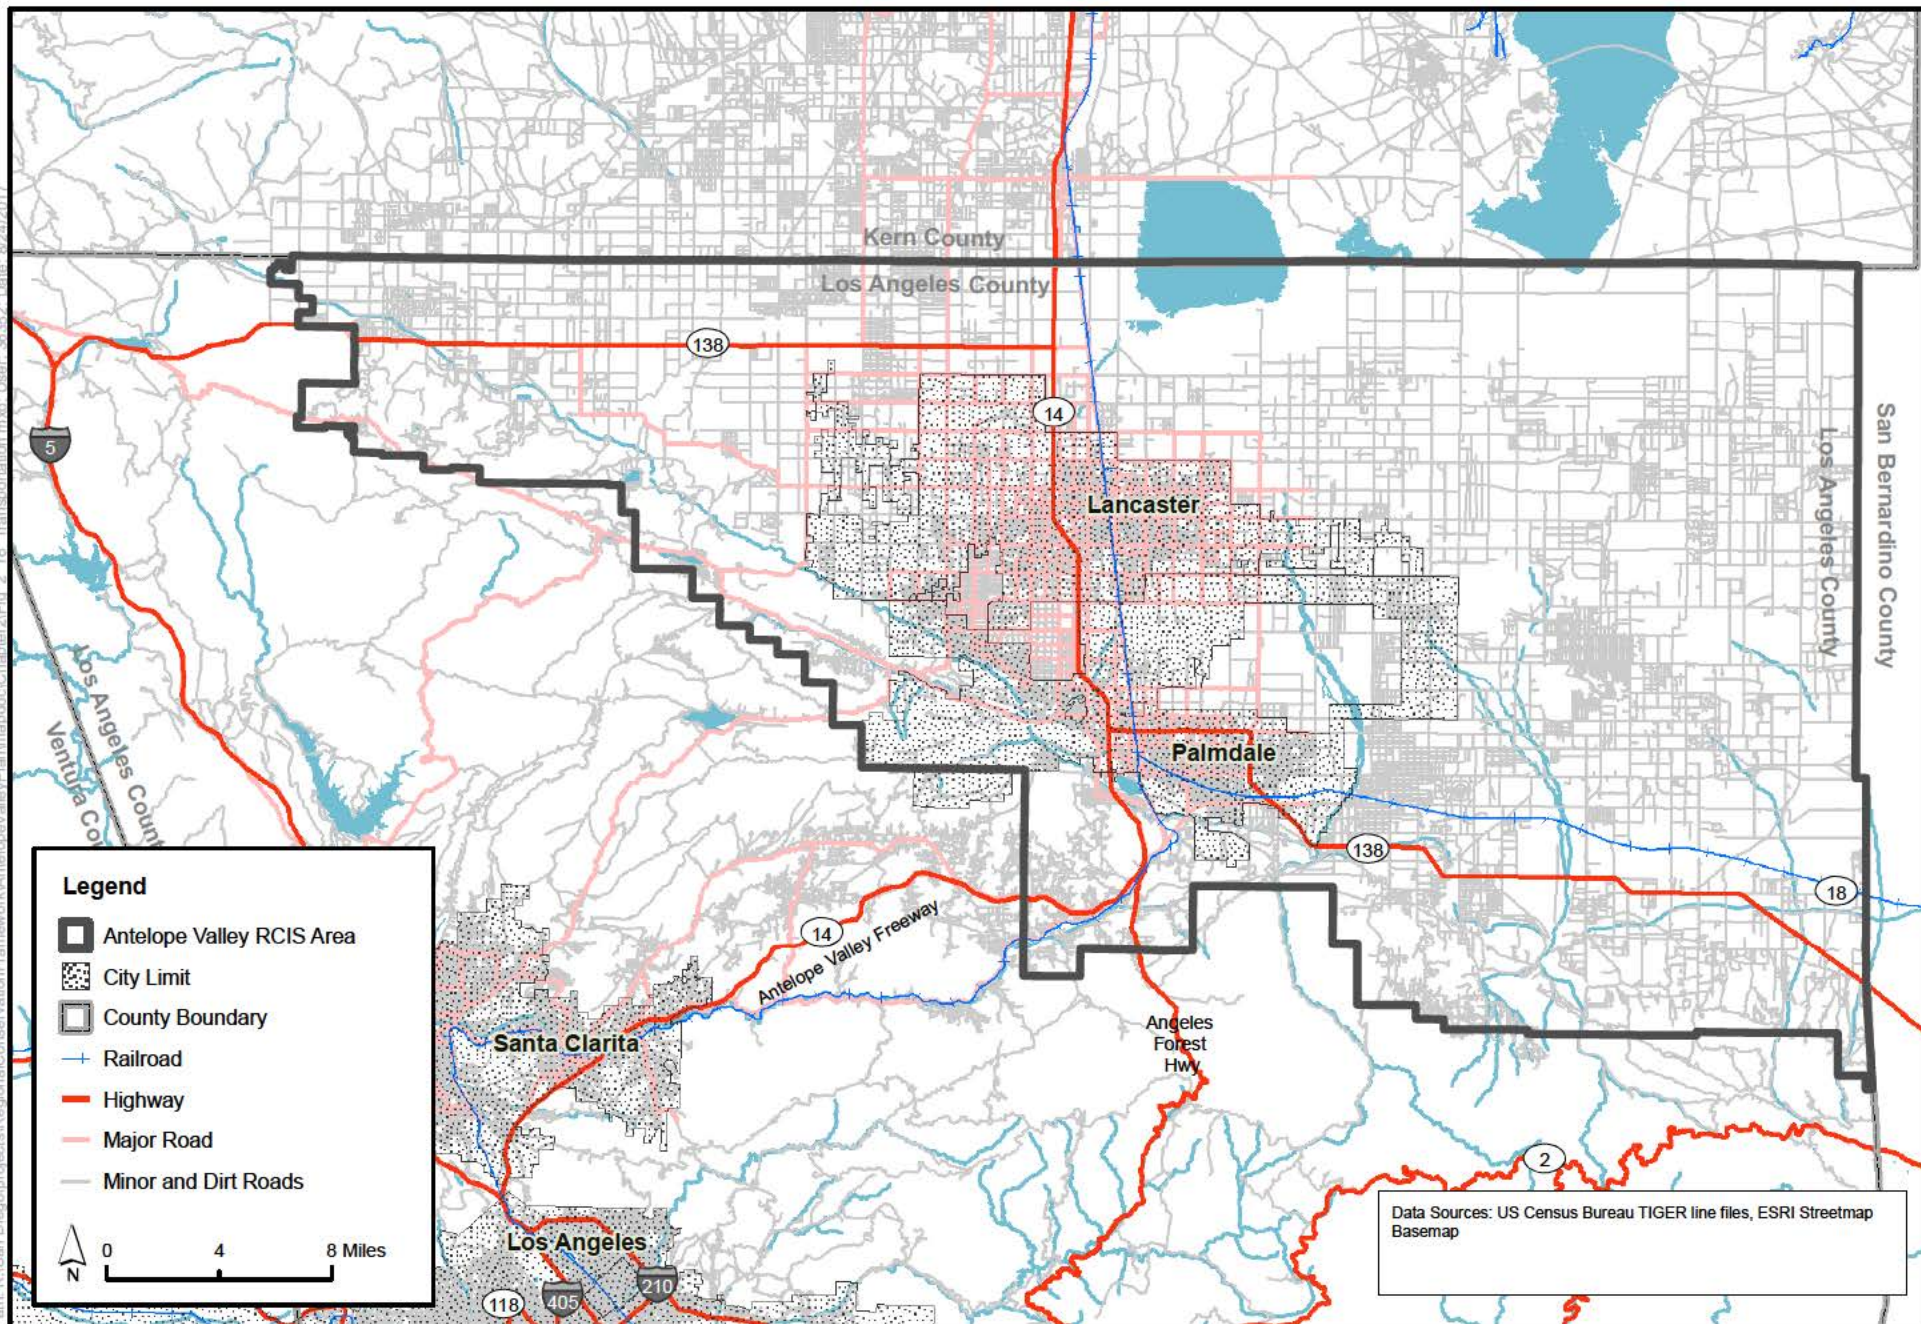 Kern County
Los Angeles County
138
14
5
Lancaster
San Bernardino County
Los Angeles County
Los Angeles County
Ventura Cou
Palmdale
138
18
14
Antelope Valley Freeway
Santa Clarita
Angeles
Forest
Hwy
2
Los Angeles
118
405
210
Legend
Antelope Valley RCIS Area
City Limit
County Boundary
Railroad
Highway
Major Road
Minor and Dirt Roads
N
0 4 8 Miles
Data Sources: US Census Bureau TIGER line files, ESRI Streetmap
Basemap